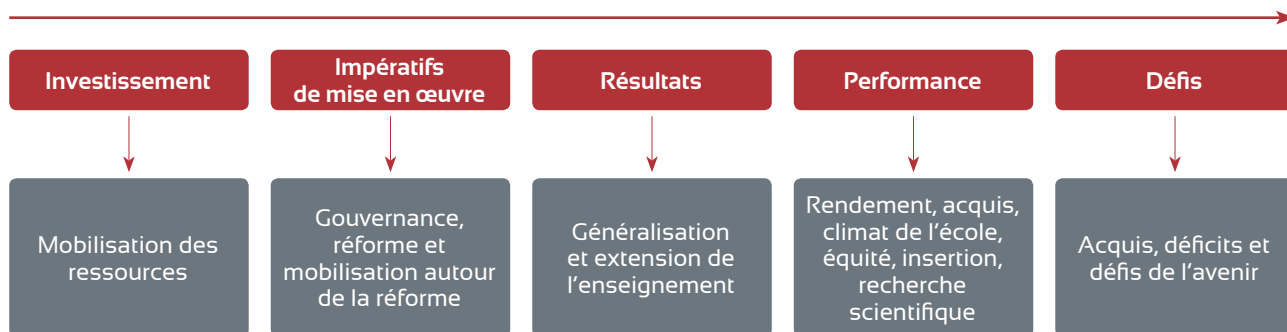 Investissement
Impératifs
de mise en œuvre
Résultats
Performance
Défis
Mobilisation des
ressources
Gouvernance,
réforme et
mobilisation autour
de la réforme
Généralisation
et extension de
l'enseignement
Rendement, acquis,
climat de l'école,
équité, insertion,
recherche
scientifique
Acquis, déficits et
défis de l'avenir